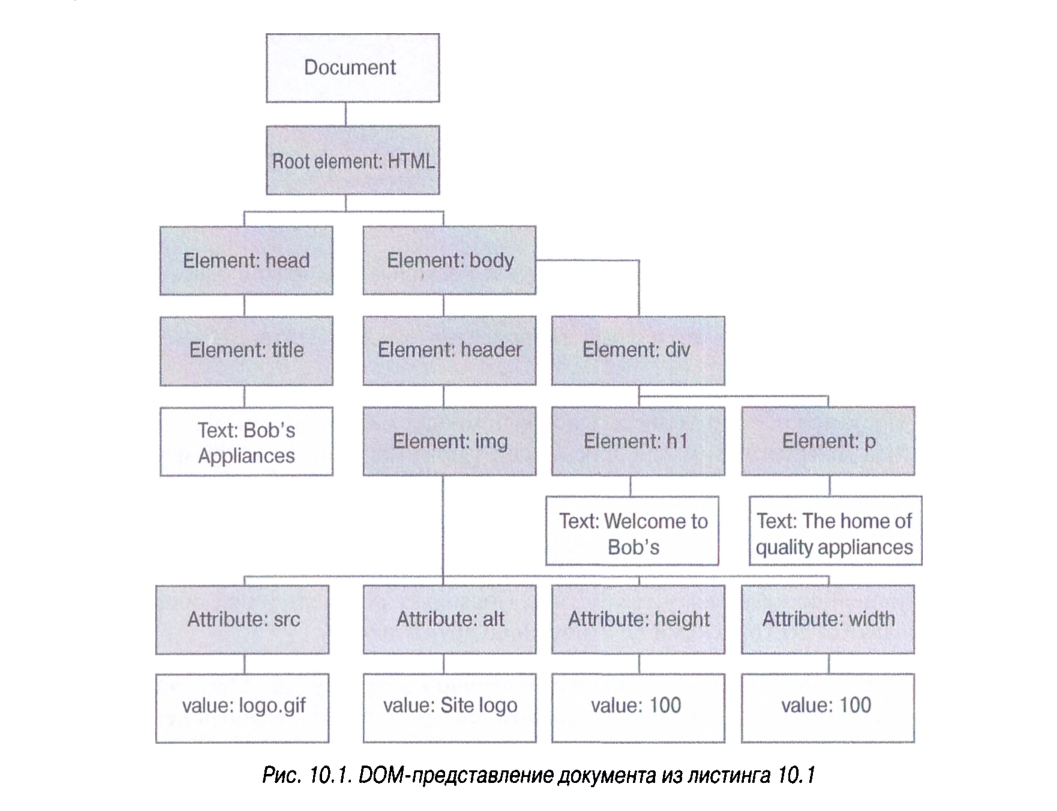 Document
Root element: HTML
Element: head
Element: body
Element: title
Element: header
Element: div
Text: Bob's
Appliances
Element: img
Element: h1
Element: p
Text: Welcome to
Bob's
Text: The home of
quality appliances
Attribute: src
Attribute: alt
Attribute: height
Attribute: width
value: logo.gif
value: Site logo
value: 100
value: 100
Рис. 10.1. DOM-представление документа из листинга 10.1